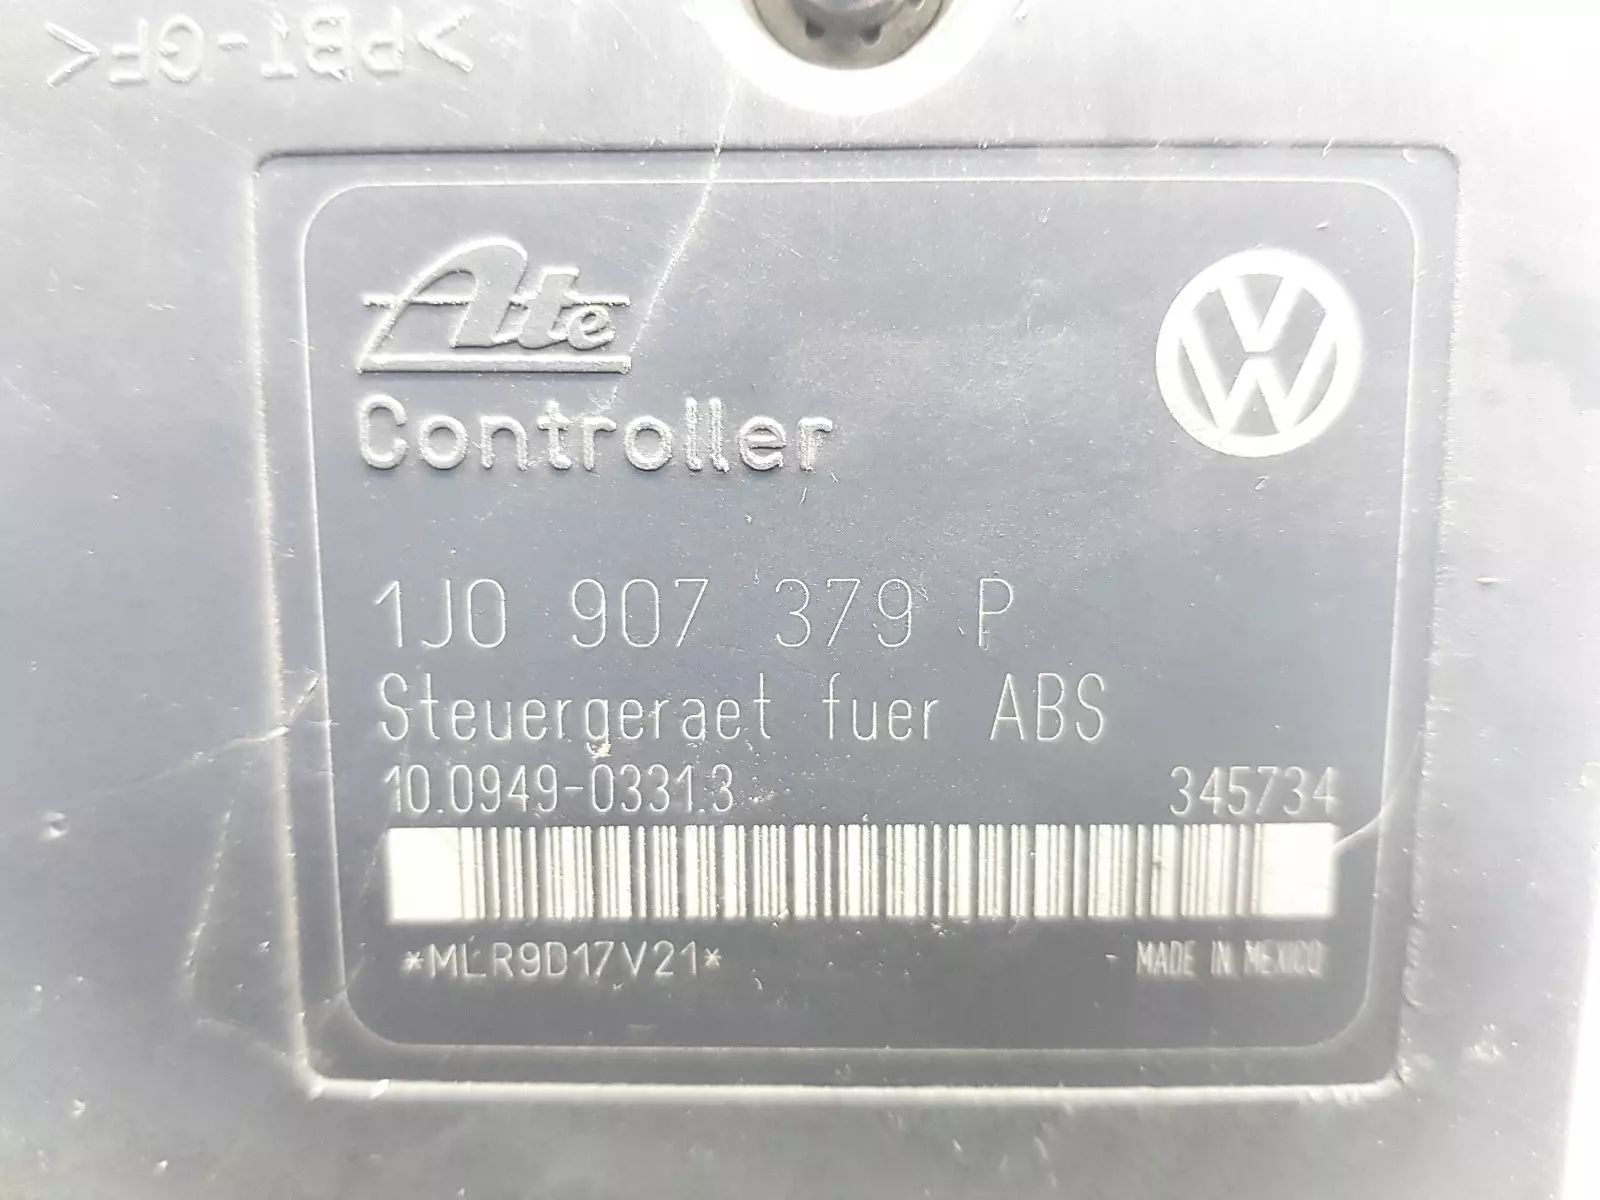 >PBT-GF<
Ate
Controller
1J0 907 379 P
Steuergeraet fuer ABS
10.0949-0331.3 345734
*MLR9D17V21* MADE IN MEXICO